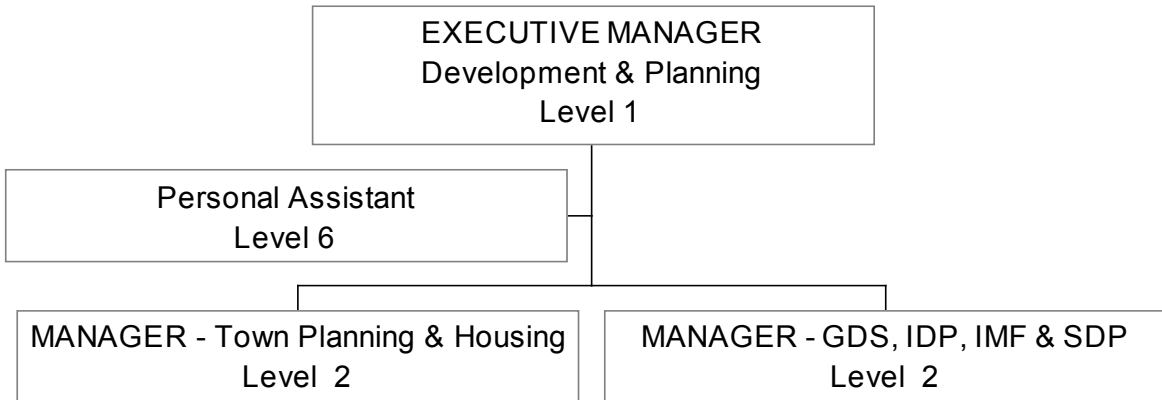 EXECUTIVE MANAGER
Development & Planning
Level 1
Personal Assistant
Level 6
MANAGER - Town Planning & Housing
Level 2
MANAGER - GDS, IDP, IMF & SDP
Level 2